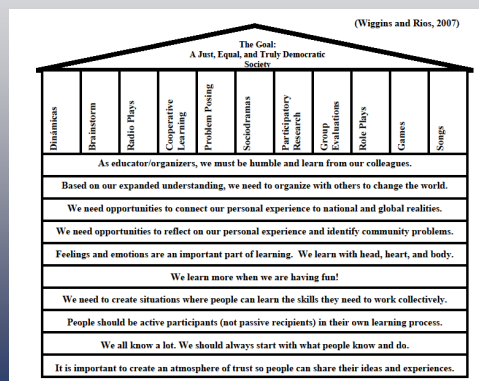 (Wiggins and Rios, 2007)
The Goal:
A Just, Equal, and Truly Democratic
Society
Dinámicas
Brainstorm
Radio Plays
Cooperative
Learning
Problem Posing
Sociodramas
Participatory
Research
Group
Evaluations
Role Plays
Games
Songs
As educator/organizers, we must be humble and learn from our colleagues.
Based on our expanded understanding, we need to organize with others to change the world.
We need opportunities to connect our personal experience to national and global realities.
We need opportunities to reflect on our personal experience and identify community problems.
Feelings and emotions are an important part of learning. We learn with head, heart, and body.
We learn more when we are having fun!
We need to create situations where people can learn the skills they need to work collectively.
People should be active participants (not passive recipients) in their own learning process.
We all know a lot. We should always start with what people know and do.
It is important to create an atmosphere of trust so people can share their ideas and experiences.